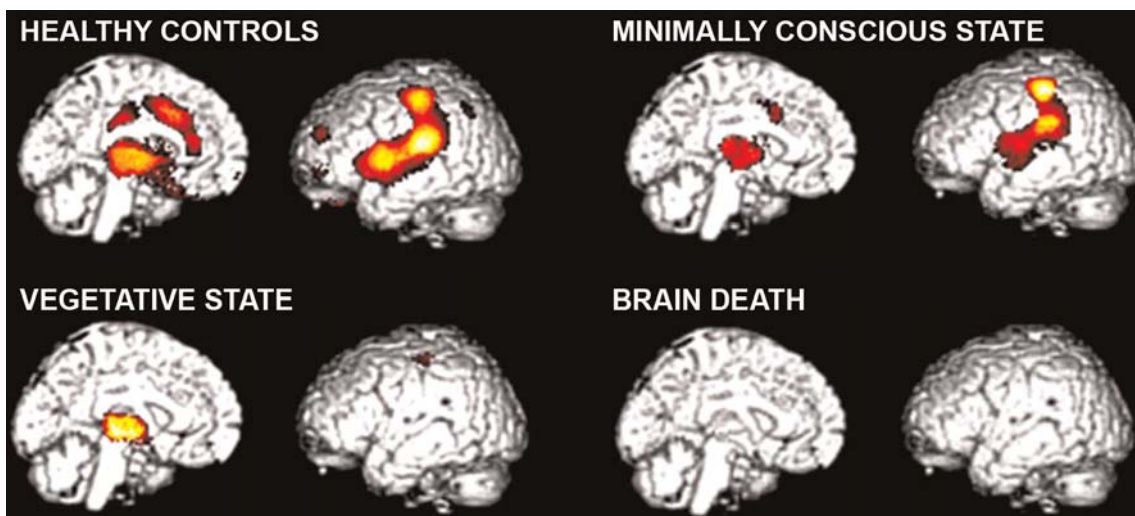 HEALTHY CONTROLS
MINIMALLY CONSCIOUS STATE
VEGETATIVE STATE
BRAIN DEATH